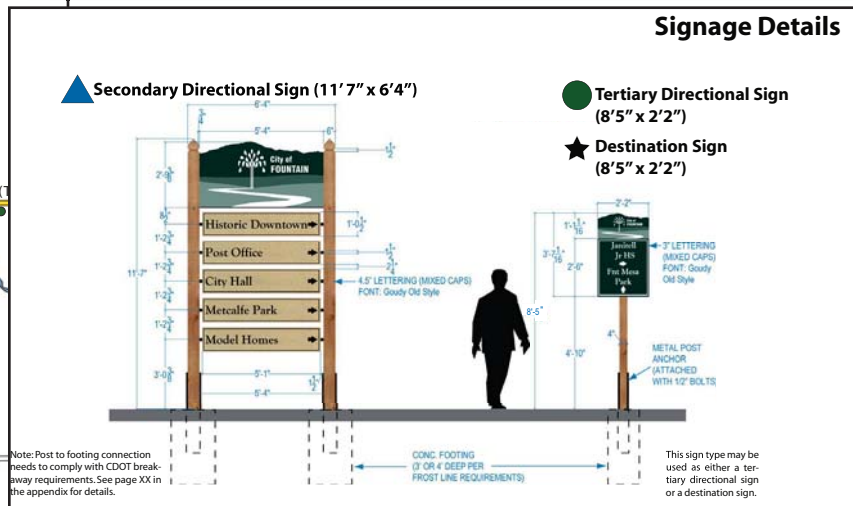 Signage Details
Secondary Directional Sign (11’ 7” x 6’4”)
Tertiary Directional Sign
(8’5” x 2’2”)
Destination Sign
(8’5” x 2’2”)
6'-4"
5'-4"
6"
City of
FOUNTAIN
Historic Downtown
Post Office
City Hall
Metcalfe Park
Model Homes
11'-7"
1'-0 1/2"
4.5" LETTERING (MIXED CAPS)
FONT: Goudy Old Style
5'-1"
5'-4"
2'-2"
Janitell
Jr HS
Fnt Mesa
Park
3" LETTERING
(MIXED CAPS)
FONT: Goudy
Old Style
2'-6"
8'-5"
4'-10"
4"
METAL POST
ANCHOR
(ATTACHED
WITH 1/2" BOLTS)
CONC. FOOTING
(3' OR 4' DEEP PER
FROST LINE REQUIREMENTS)
Note: Post to footing connection
needs to comply with CDOT break-
away requirements. See page XX in
the appendix for details.
This sign type may be
used as either a ter-
tiary directional sign
or a destination sign.